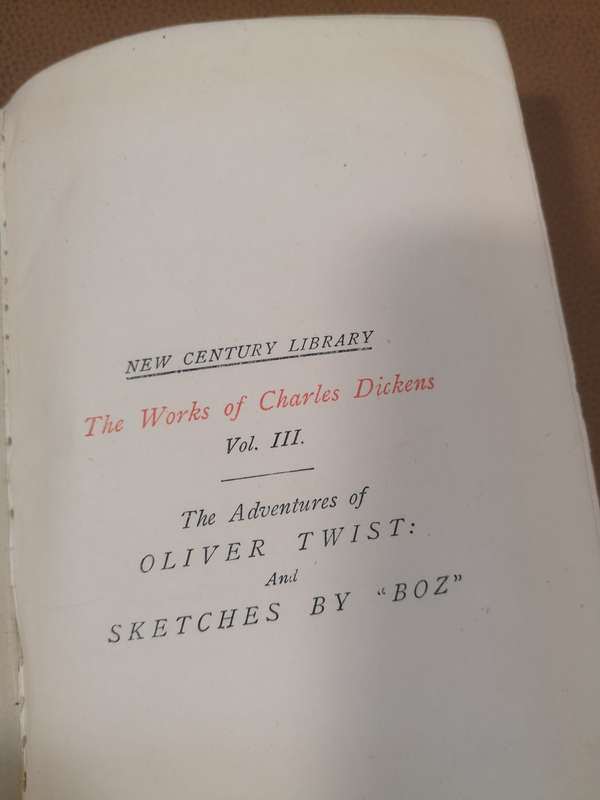 NEW CENTURY LIBRARY
The Works of Charles Dickens
Vol. III.
The Adventures of
OLIVER TWIST:
And
SKETCHES BY "BOZ"